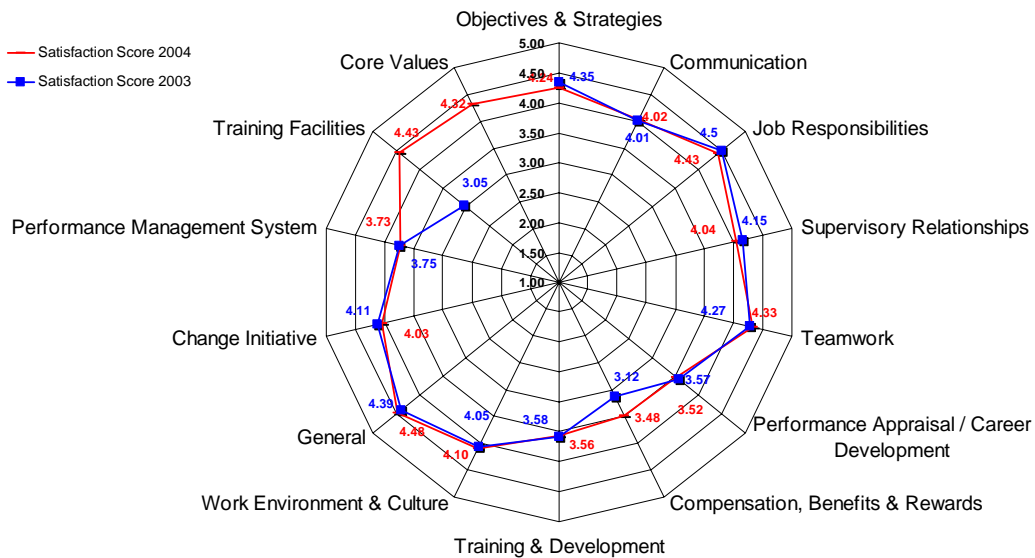 Objectives & Strategies
5.00
Satisfaction Score 2004
Satisfaction Score 2003
Core Values
Communication
4.50
4.24
4.35
4.32
4.00
4.02
4.01
Training Facilities
4.43
Job Responsibilities
4.5
3.50
4.43
3.00
3.05
2.50
Performance Management System
3.73
3.75
2.00
4.04
4.15
Supervisory Relationships
1.50
1.00
Change Initiative
4.11
4.03
4.27
4.33
Teamwork
3.12
3.57
General
4.39
4.48
4.05
3.58
3.48
3.52
Performance Appraisal / Career
Development
4.10
3.56
Work Environment & Culture
Compensation, Benefits & Rewards
Training & Development